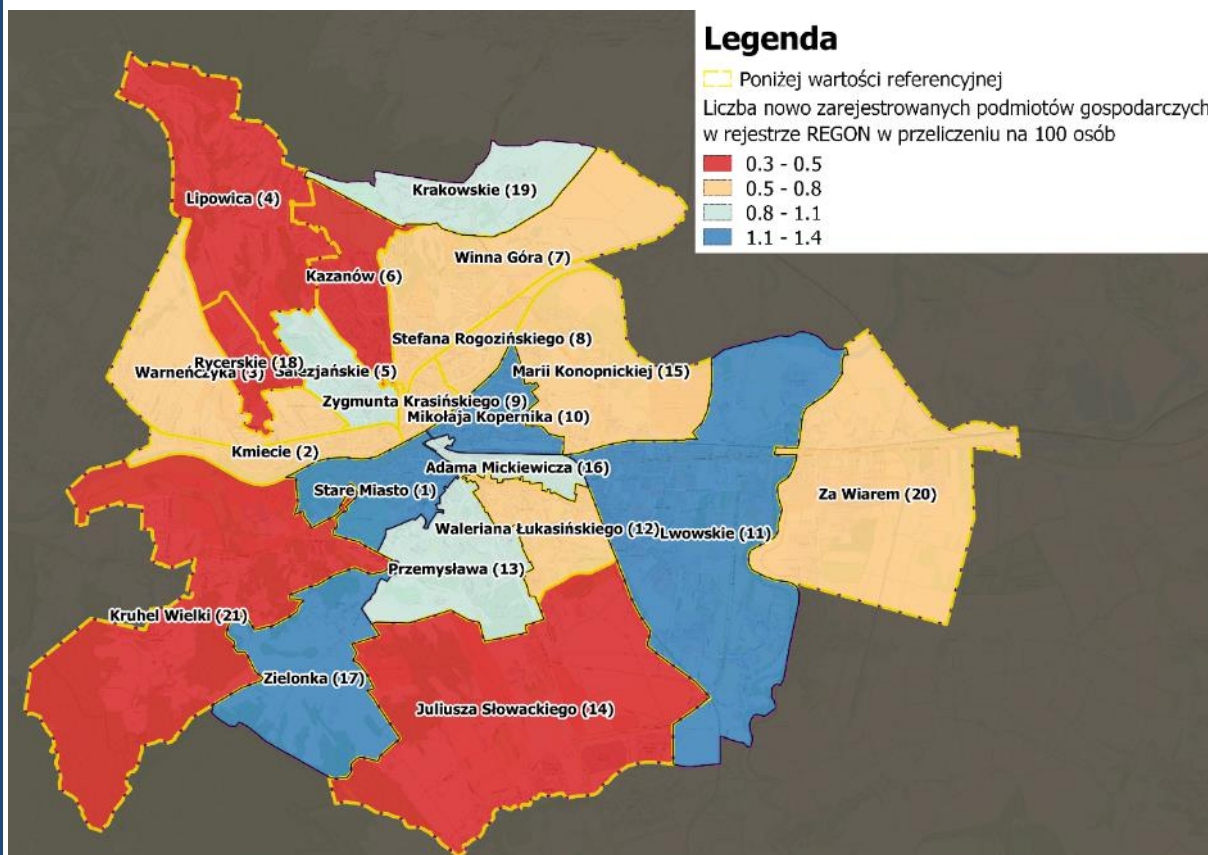 Legenda
Poniżej wartości referencyjnej
Liczba nowo zarejestrowanych podmiotów gospodarczych
w rejestrze REGON w przeliczeniu na 100 osób
0.3 - 0.5
0.5 - 0.8
0.8 - 1.1
1.1 - 1.4
Krakowskie (19)
Lipowica (4)
Winna Góra (7)
Kazanów (6)
Stefana Rogozińskiego (8)
Rycerskie (18)
Warneńczyka (3)
Salezjańskie (5)
Marii Konopnickiej (15)
Zygmunta Krasińskiego (9)
Mikołaja Kopernika (10)
Kmiecie (2)
Adama Mickiewicza (16)
Stare Miasto (1)
Za Wiarem (20)
Waleriana Łukasińskiego (12)
Lwowskie (11)
Przemysława (13)
Kruhel Wielki (21)
Zielonka (17)
Juliusza Słowackiego (14)